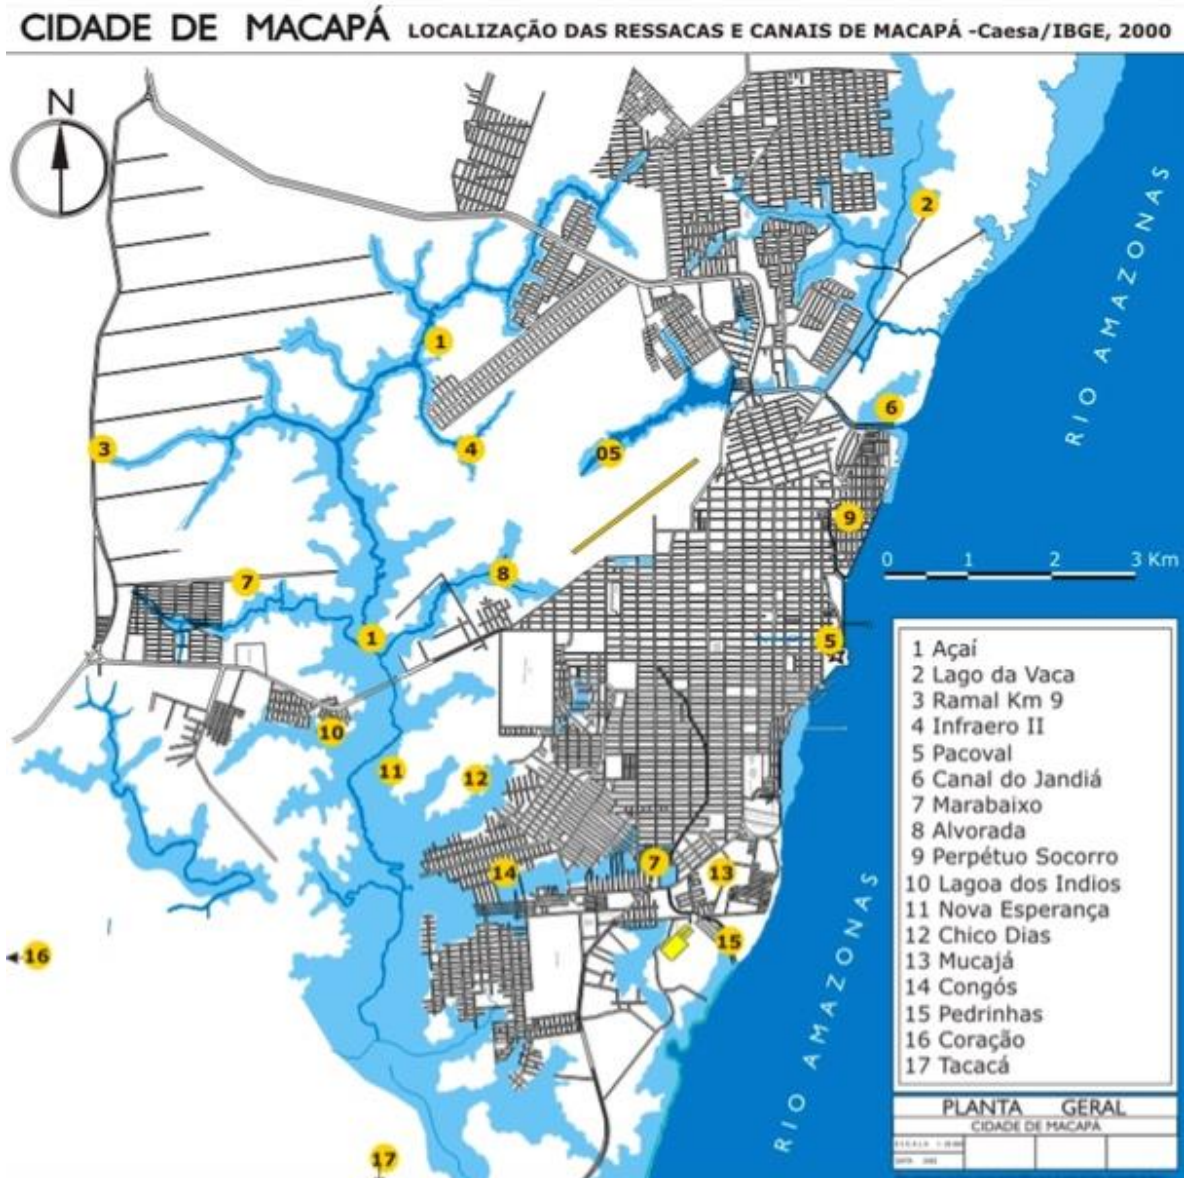 CIDADE DE MACAPÁ LOCALIZAÇÃO DAS RESSACAS E CANAIS DE MACAPÁ -Caesa/IBGE, 2000
N
2
RIO AMAZONAS
1
6
3
4
05
9
0 1 2 3 Km
8
7
1
5
10
11
12
7
14
13
15
16
RIO AMAZONAS
17
1 Açaí
2 Lago da Vaca
3 Ramal Km 9
4 Infraero II
5 Pacoval
6 Canal do Jandiá
7 Marabaixo
8 Alvorada
9 Perpétuo Socorro
10 Lagoa dos Indios
11 Nova Esperança
12 Chico Dias
13 Mucajá
14 Congós
15 Pedrinhas
16 Coração
17 Tacacá
PLANTA GERAL
CIDADE DE MACAPÁ